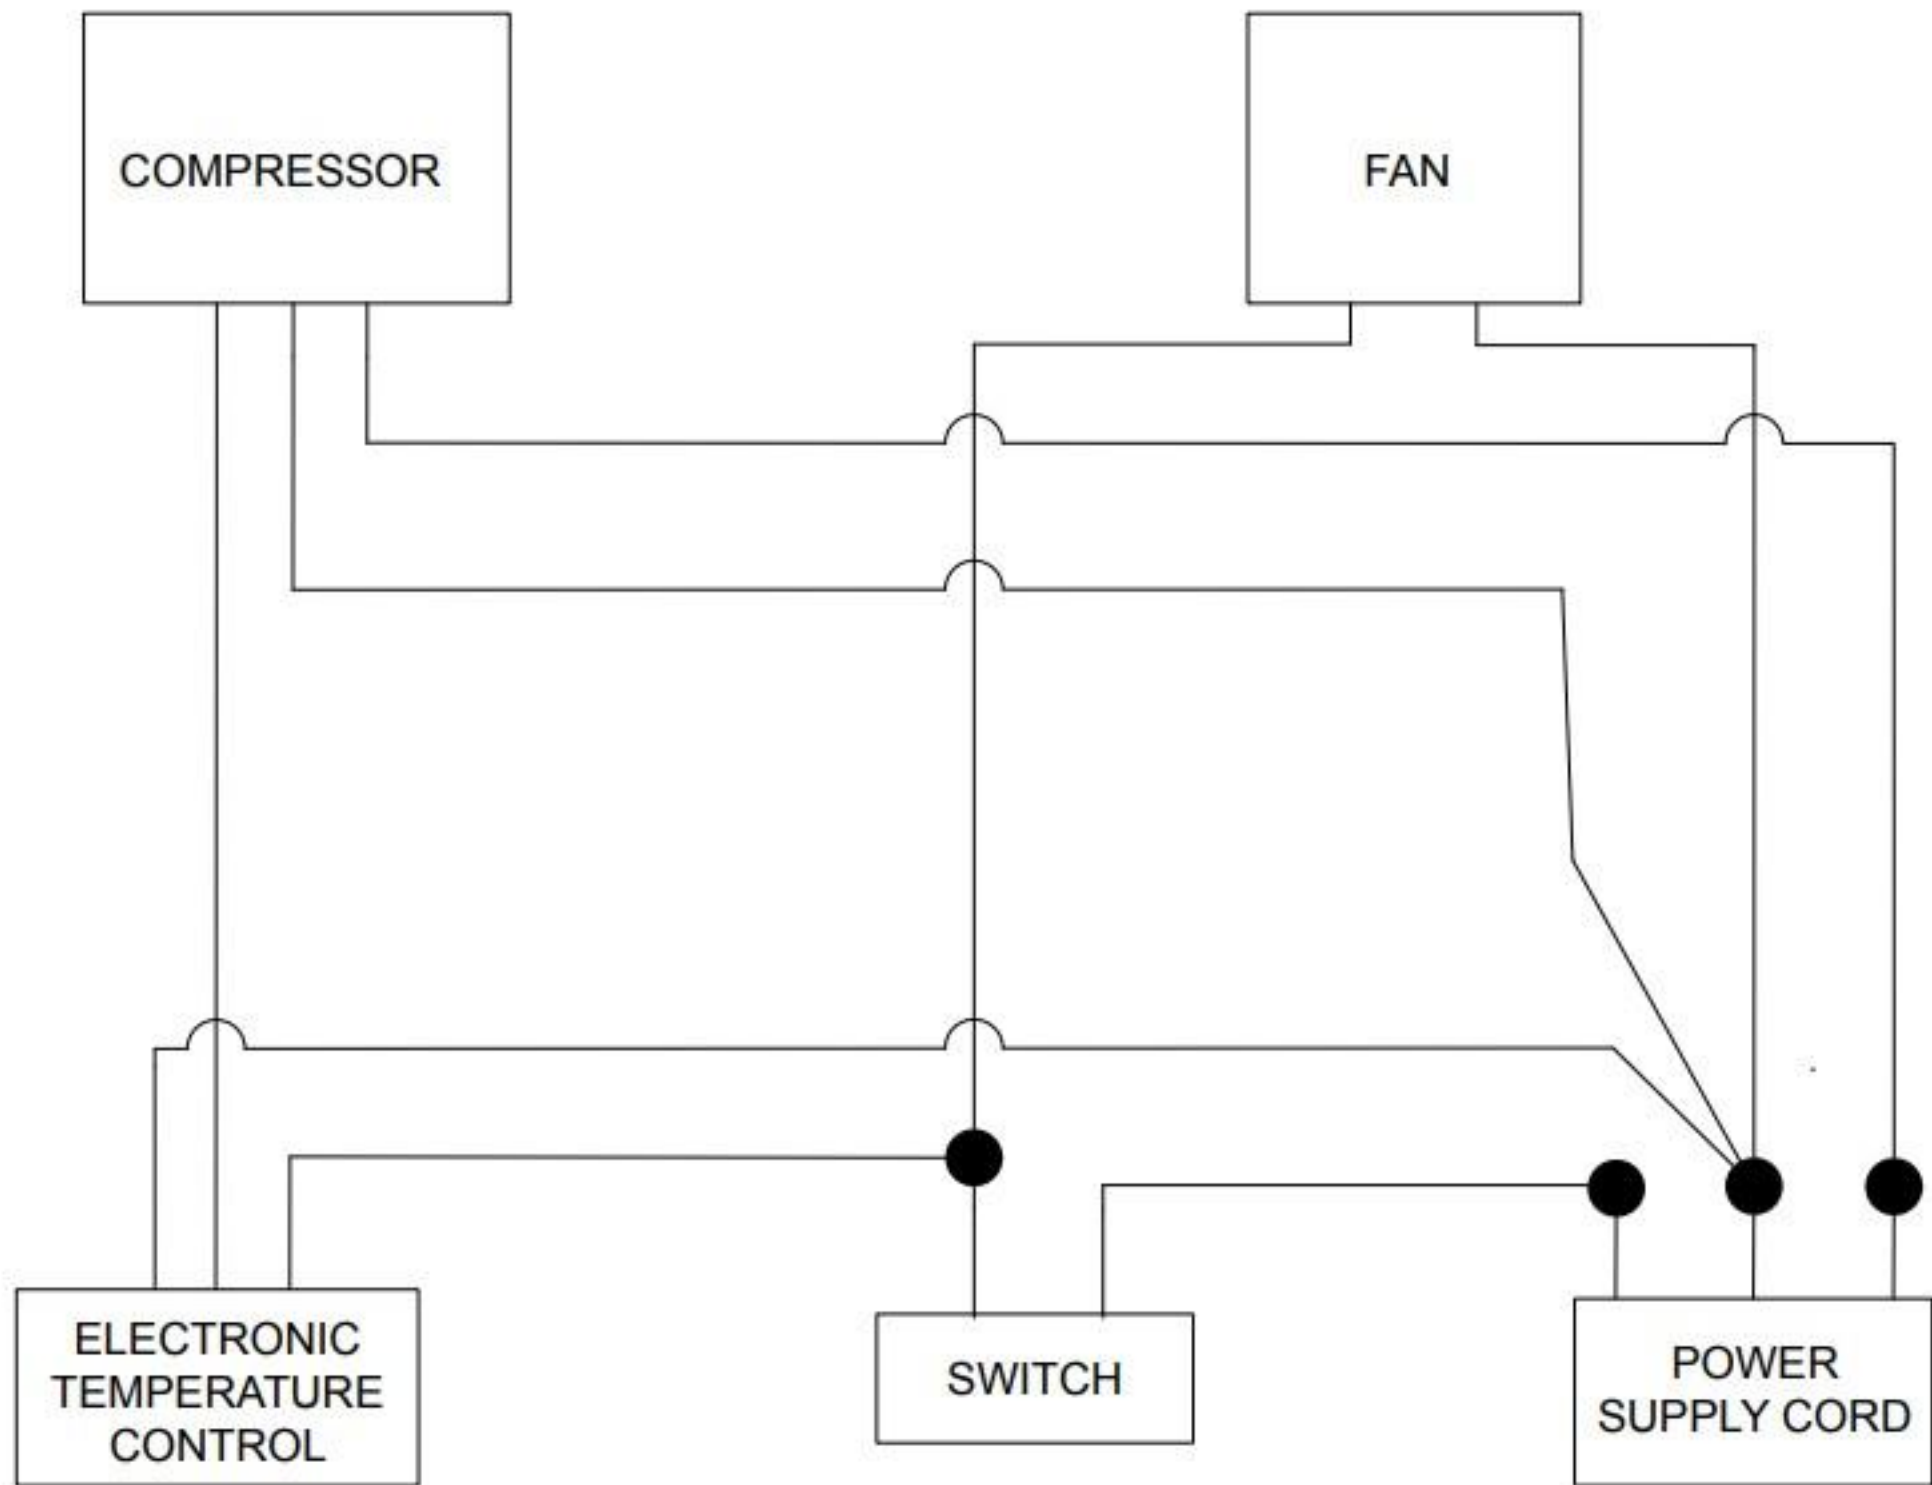 COMPRESSOR
FAN
ELECTRONIC
TEMPERATURE
CONTROL
SWITCH
POWER
SUPPLY CORD